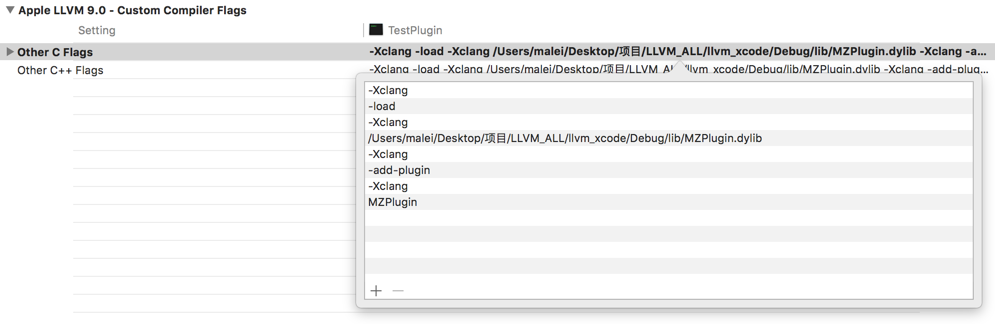 Apple LLVM 9.0 - Custom Compiler Flags
Setting TestPlugin
Other C Flags -Xclang -load -Xclang /Users/malei/Desktop/项目/LLVM_ALL/llvm_xcode/Debug/lib/MZPlugin.dylib -Xclang -a...
Other C++ Flags -Xclang -load -Xclang /Users/malei/Desktop/项目/LLVM_ALL/llvm_xcode/Debug/lib/MZPlugin.dylib -Xclang -add-plug...
-Xclang
-load
-Xclang
/Users/malei/Desktop/项目/LLVM_ALL/llvm_xcode/Debug/lib/MZPlugin.dylib
-Xclang
-add-plugin
-Xclang
MZPlugin